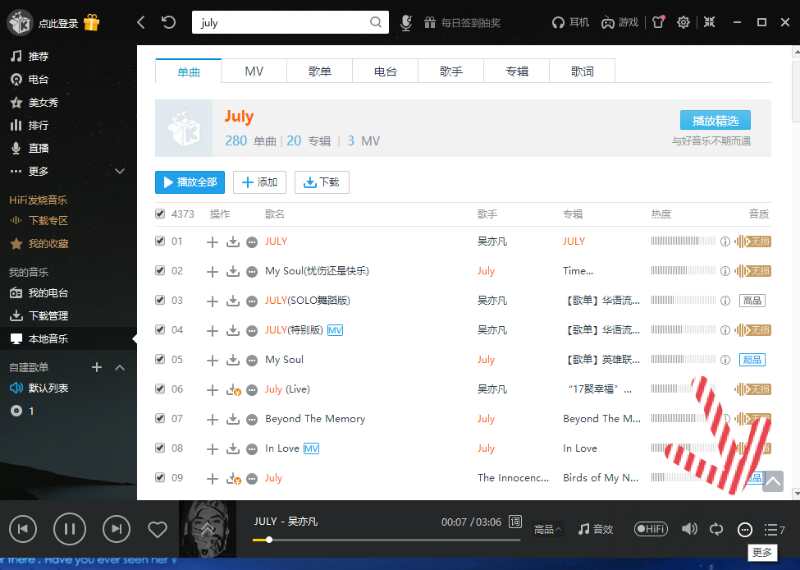 点此登录
july
每日签到抽奖
耳机
游戏
推荐
电台
美女秀
排行
直播
更多
HiFi发烧音乐
下载专区
我的收藏
我的音乐
我的电台
下载管理
本地音乐
自建歌单
默认列表
1
单曲 MV 歌单 电台 歌手 专辑 歌词
July
280 单曲 | 20 专辑 | 3 MV
播放精选
与好音乐不期而遇
播放全部 添加 下载
4373 操作 歌名 歌手 专辑 热度 音质
01 JULY 吴亦凡 JULY 无损
02 My Soul(忧伤还是快乐) July Time... 无损
03 JULY(SOLO舞蹈版) 吴亦凡 【歌单】华语流... 高品
04 JULY(特别版) MV 吴亦凡 【歌单】华语流... 无损
05 My Soul July 【歌单】英雄联... 超品
06 July (Live) 吴亦凡 “17聚幸福”... 无损
07 Beyond The Memory July Beyond The M... 无损
08 In Love MV July In Love
09 July The Innocenc... Birds of My N...
JULY - 吴亦凡
00:07 / 03:06 词
高品 音效 HiFi 7
更多
er there . Have you ever seen her ?